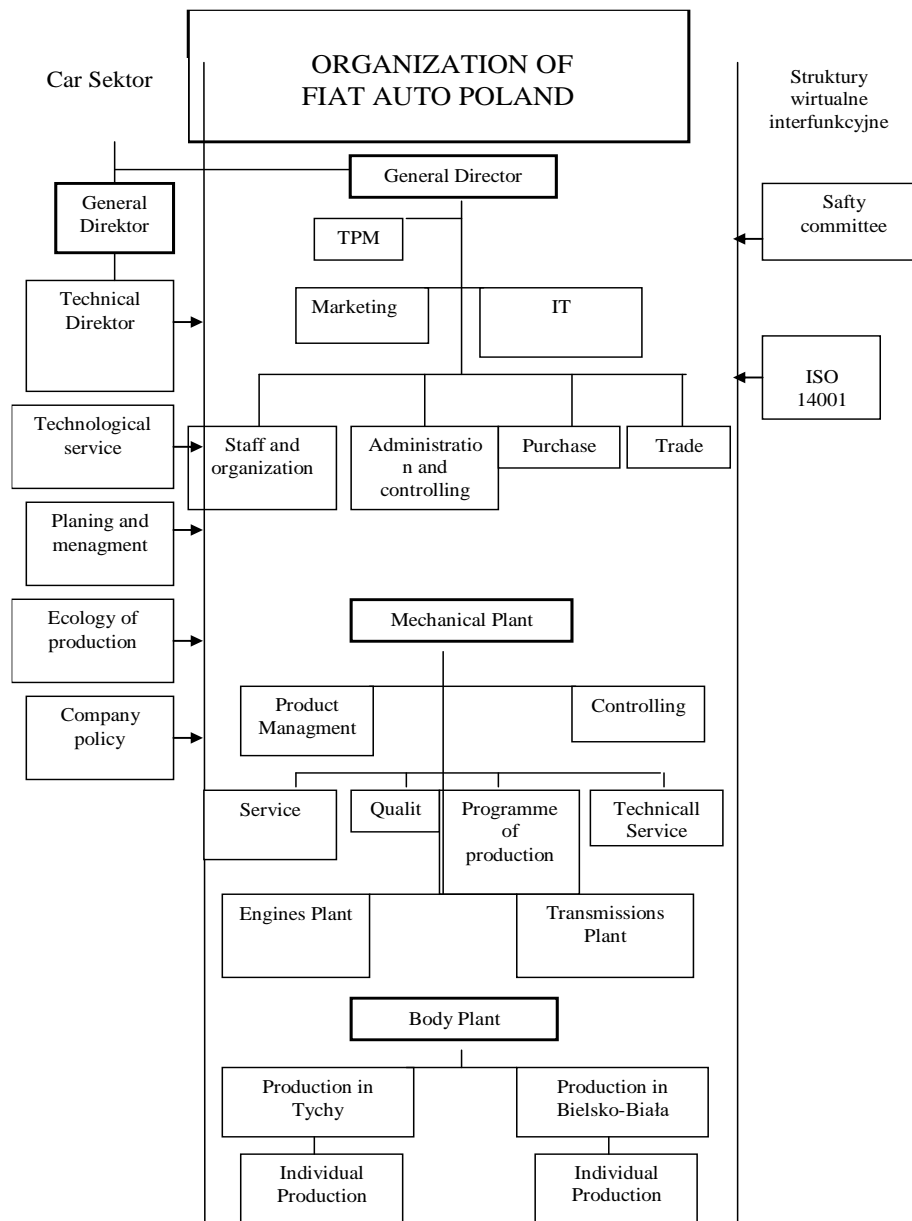 ORGANIZATION OF
FIAT AUTO POLAND
Car Sektor
Struktury
wirtualne
interfunkcyjne
General Director
General
Direktor
Safty
committee
TPM
Technical
Direktor
Marketing
IT
ISO
14001
Technological
service
Staff and
organization
Administratio
n and
controlling
Purchase
Trade
Planing and
menagment
Ecology of
production
Mechanical Plant
Company
policy
Product
Managment
Controlling
Service
Qualit
Programme
of
production
Technicall
Service
Engines Plant
Transmissions
Plant
Body Plant
Production in
Tychy
Production in
Bielsko-Biała
Individual
Production
Individual
Production